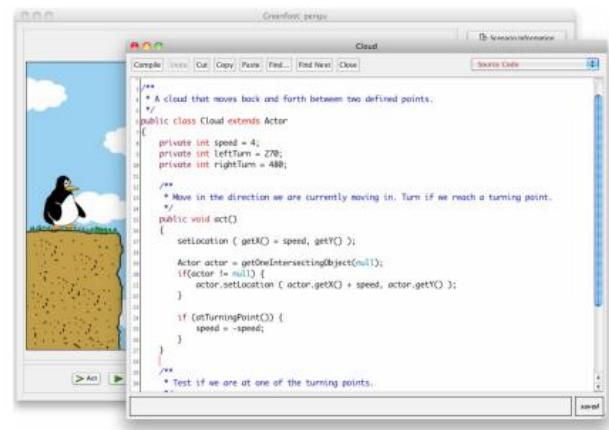 Greenfoot: pengu
Scenario Information
Cloud
Compile Undo Cut Copy Paste Find... Find Next Close
Source Code
/**
* A cloud that moves back and forth between two defined points.
*/
public class Cloud extends Actor
{
private int speed = 4;
private int leftTurn = 270;
private int rightTurn = 480;
/**
* Move in the direction we are currently moving in. Turn if we reach a turning point.
*/
public void act()
{
setLocation ( getX() + speed, getY() );
Actor actor = getOneIntersectingObject(null);
if(actor != null) {
actor.setLocation ( actor.getX() + speed, actor.getY() );
}
if (atTurningPoint()) {
speed = -speed;
}
}
/**
* Test if we are at one of the turning points.
> Act
saved